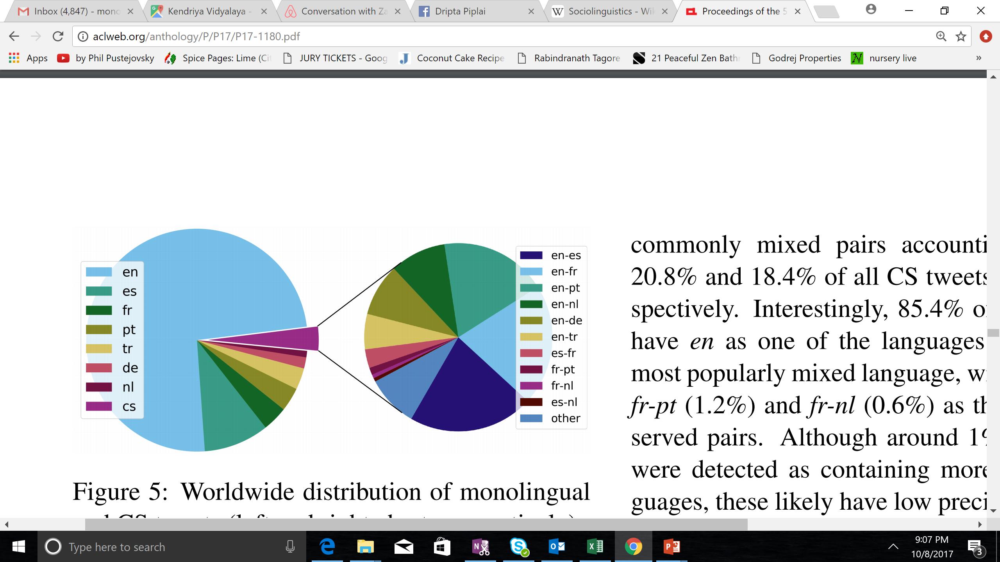 Inbox (4,847) - mono
Kendriya Vidyalaya -
Conversation with Za
Dripta Piplai
Sociolinguistics - Wik
Proceedings of the 5
aclweb.org/anthology/P/P17/P17-1180.pdf
Apps
by Phil Pustejovsky
Spice Pages: Lime (Cit
JURY TICKETS - Goog
Coconut Cake Recipe
Rabindranath Tagore
21 Peaceful Zen Bathr
Godrej Properties
nursery live
»
en
es
fr
pt
tr
de
nl
cs
en-es
en-fr
en-pt
en-nl
en-de
en-tr
es-fr
fr-pt
fr-nl
es-nl
other
Figure 5: Worldwide distribution of monolingual
commonly mixed pairs accounti
20.8% and 18.4% of all CS tweets
spectively. Interestingly, 85.4% o
have en as one of the languages
most popularly mixed language, wi
fr-pt (1.2%) and fr-nl (0.6%) as th
served pairs. Although around 1%
were detected as containing more
guages, these likely have low preci
Type here to search
9:07 PM
10/8/2017
3